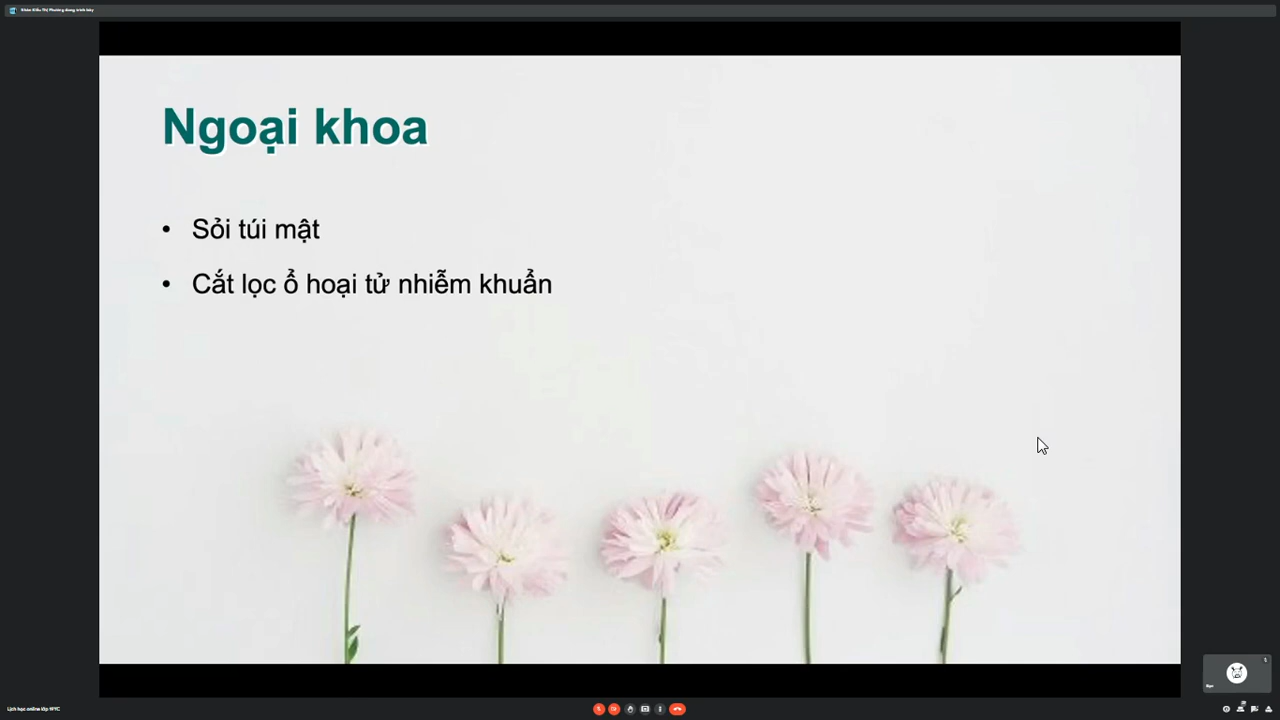 Ngoại khoa
• Sỏi túi mật
• Cắt lọc ổ hoại tử nhiễm khuẩn